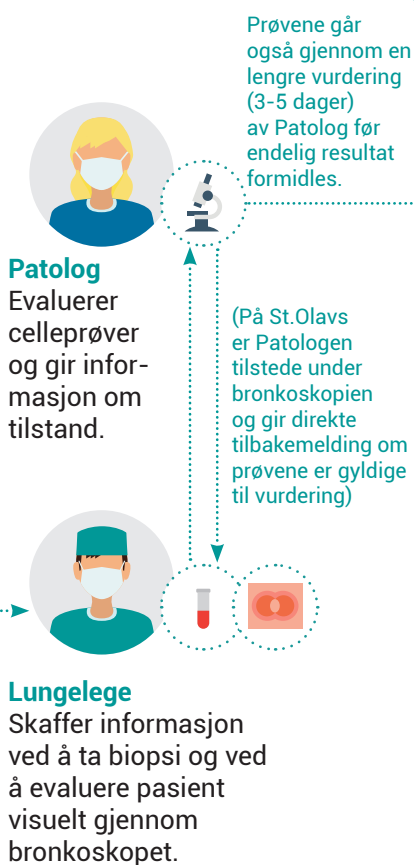 Prøvene går
også gjennom en
lengre vurdering
(3-5 dager)
av Patolog før
endelig resultat
formidles.
Patolog
Evaluerer
celleprøver
og gir infor-
masjon om
tilstand.
(På St.Olavs
er Patologen
tilstede under
bronkoskopien
og gir direkte
tilbakemelding om
prøvene er gyldige
til vurdering)
Lungelege
Skaffer informasjon
ved å ta biopsi og ved
å evaluere pasient
visuelt gjennom
bronkoskopet.